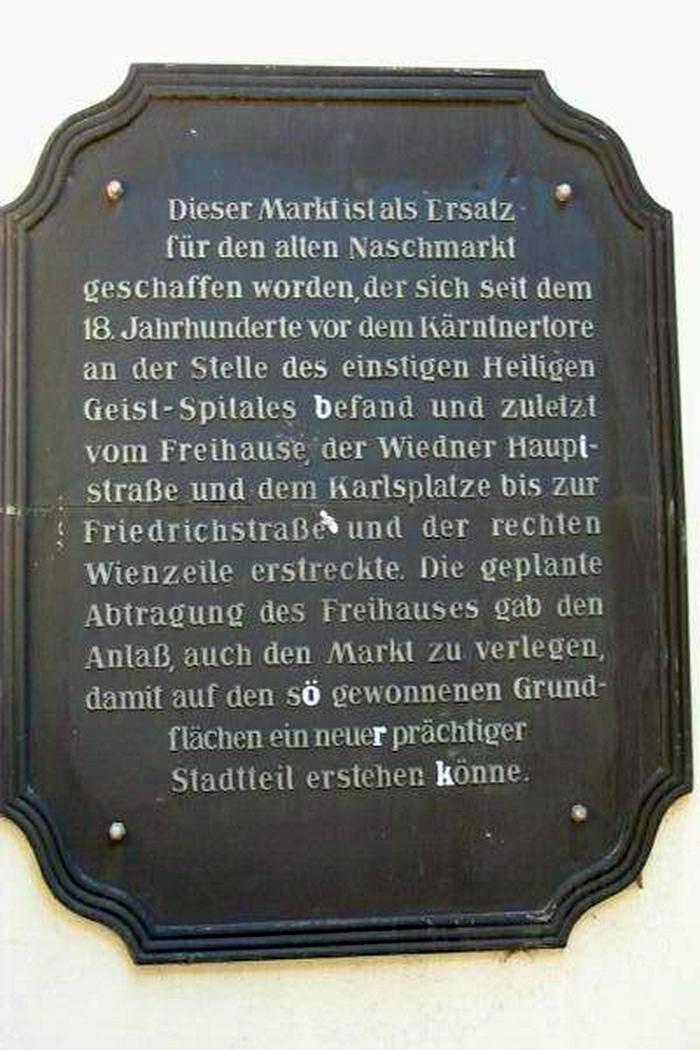 Dieser Markt ist als Ersatz
für den alten Naschmarkt
geschaffen worden, der sich seit dem
18. Jahrhunderte vor dem Kärntnertore
an der Stelle des einstigen Heiligen
Geist-Spitales befand und zuletzt
vom Freihause, der Wiedner Haupt-
straße und dem Karlsplatze bis zur
Friedrichstraße und der rechten
Wienzeile erstreckte. Die geplante
Abtragung des Freihauses gab den
Anlaß, auch den Markt zu verlegen,
damit auf den sö gewonnenen Grund-
flächen ein neuer prächtiger
Stadtteil erstehen könne.